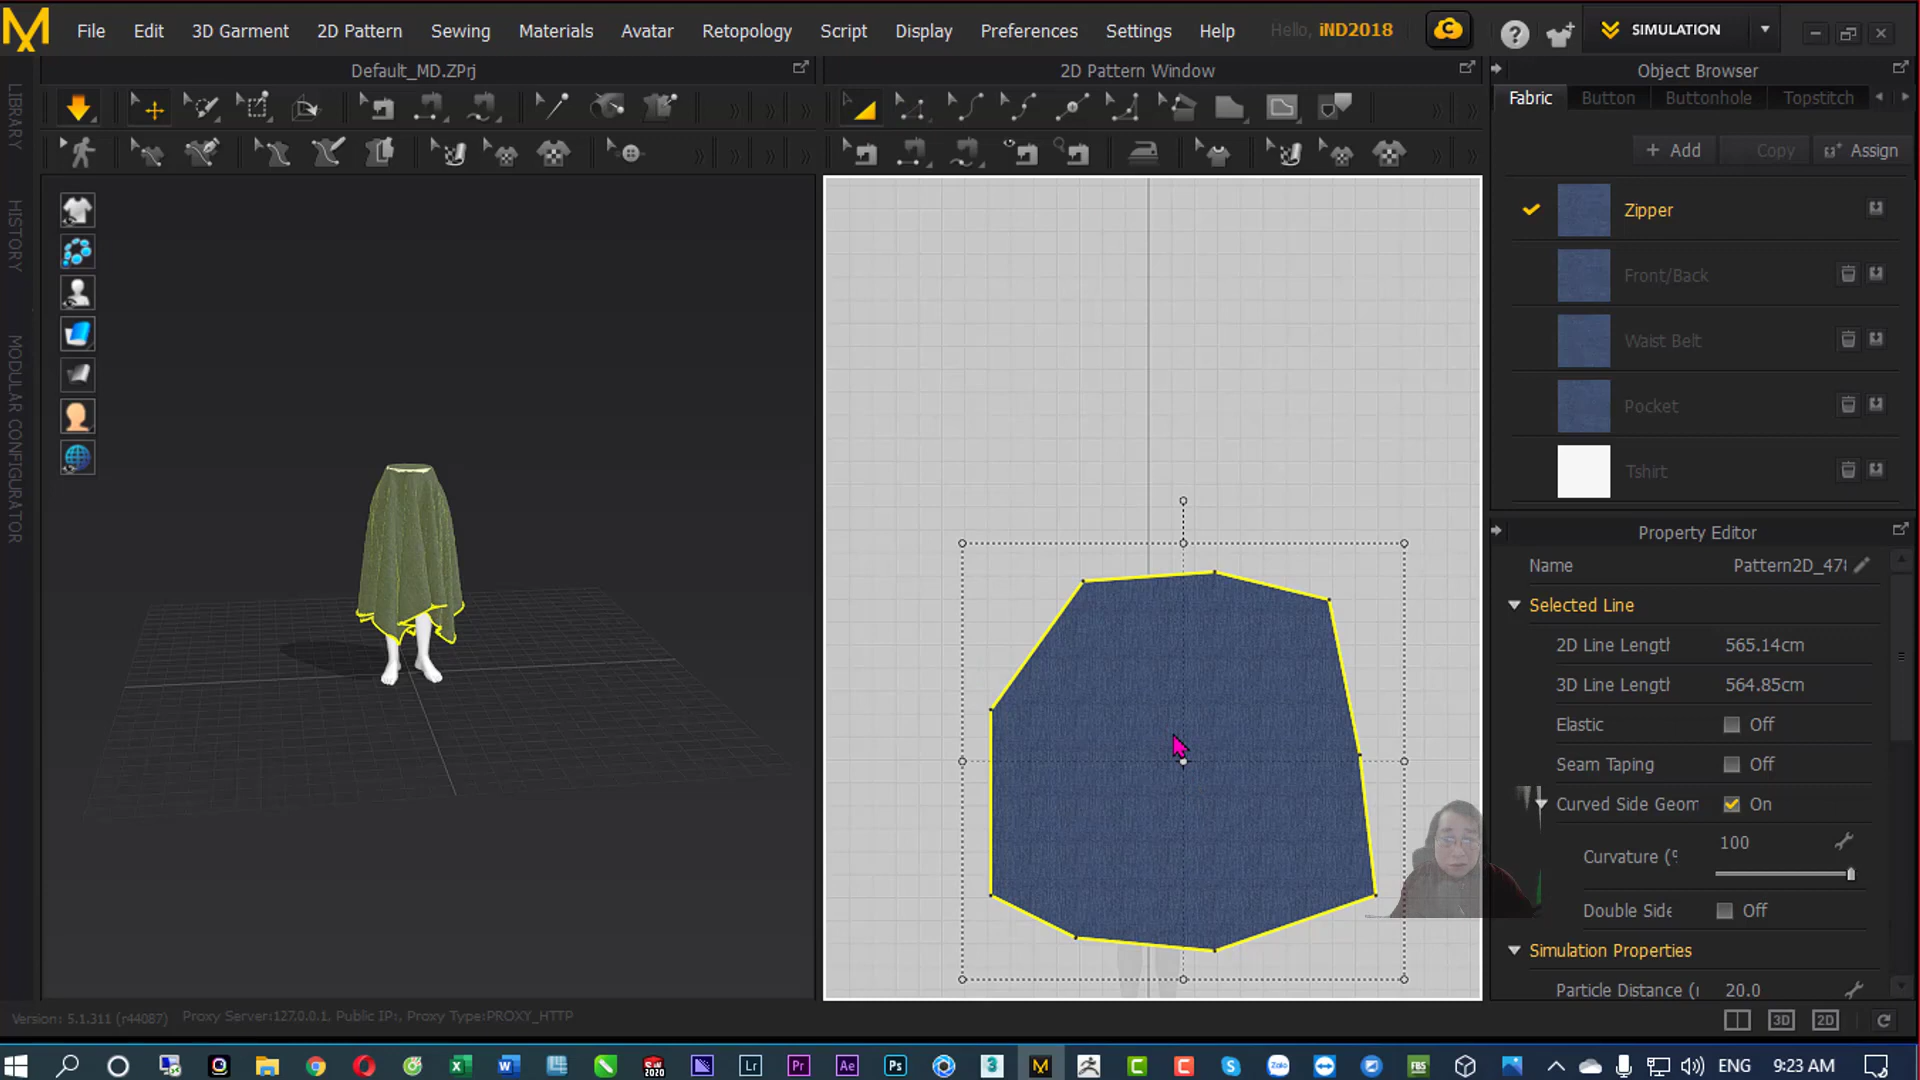 File Edit 3D Garment 2D Pattern Sewing Materials Avatar Retopology Script Display Preferences Settings Help Hello, iND2018 SIMULATION
Default_MD.ZPrj
2D Pattern Window
Object Browser
Fabric Button Buttonhole Topstitch
+ Add Copy Assign
Zipper
Front/Back
Waist Belt
Pocket
Tshirt
LIBRARY
HISTORY
MODULAR CONFIGURATOR
Property Editor
Name Pattern2D_478
Selected Line
2D Line Length 565.14cm
3D Line Length 564.85cm
Elastic Off
Seam Taping Off
Curved Side Geom On
Curvature (% 100
Double Side Off
Simulation Properties
Particle Distance (r 20.0
Version: 5.1.311 (r44087) Proxy Server:127.0.0.1, Public IP:, Proxy Type:PROXY_HTTP
3D 2D
ENG 9:23 AM